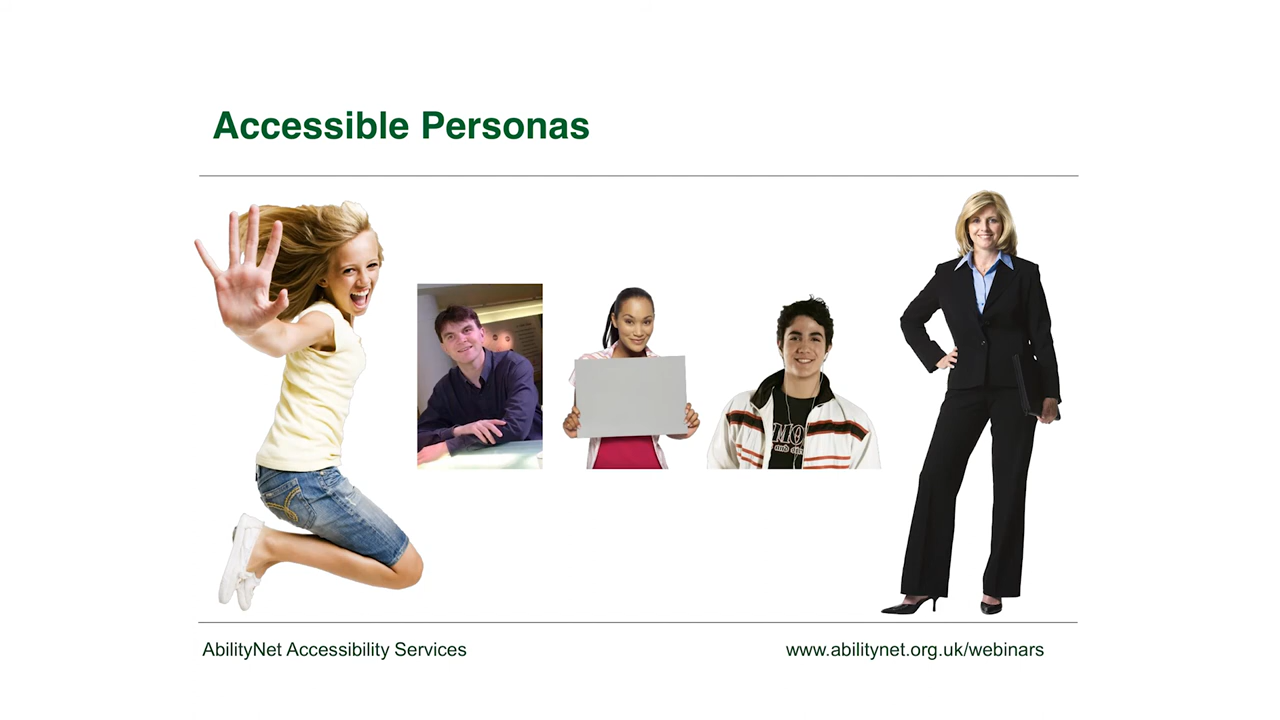 Accessible Personas
AbilityNet Accessibility Services
www.abilitynet.org.uk/webinars